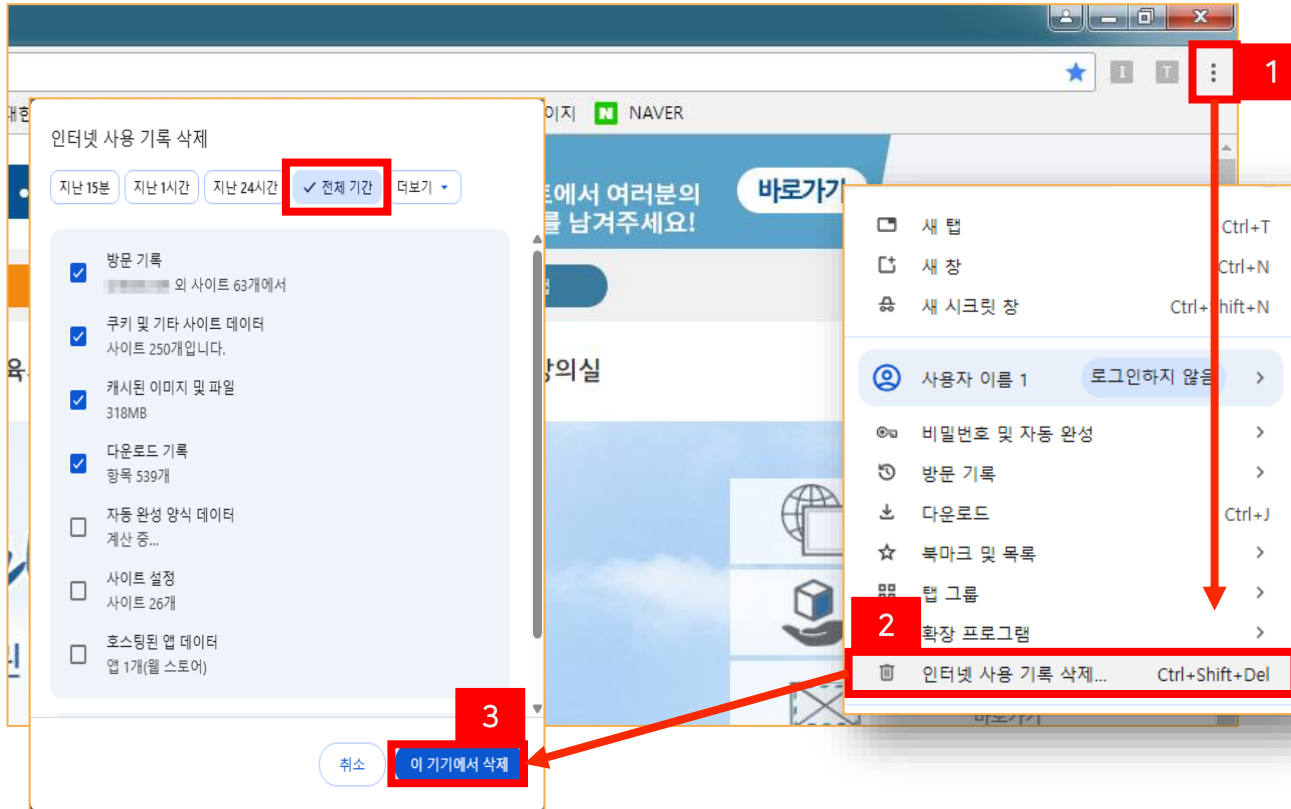 1
이지 N NAVER
인터넷 사용 기록 삭제
지난 15분 지난 1시간 지난 24시간 전체 기간 더보기
방문 기록
외 사이트 63개에서
쿠키 및 기타 사이트 데이터
사이트 250개입니다.
캐시된 이미지 및 파일
318MB
다운로드 기록
항목 539개
자동 완성 양식 데이터
계산 중...
사이트 설정
사이트 26개
호스팅된 앱 데이터
앱 1개(웹 스토어)
3
취소 이 기기에서 삭제
에서 여러분의
를 남겨주세요!
바로가기
강의실
새 탭 Ctrl+T
새 창 Ctrl+N
새 시크릿 창 Ctrl+Shift+N
사용자 이름 1 로그인하지 않음
비밀번호 및 자동 완성
방문 기록
다운로드 Ctrl+J
북마크 및 목록
탭 그룹
2
확장 프로그램
인터넷 사용 기록 삭제... Ctrl+Shift+Del
바로가기